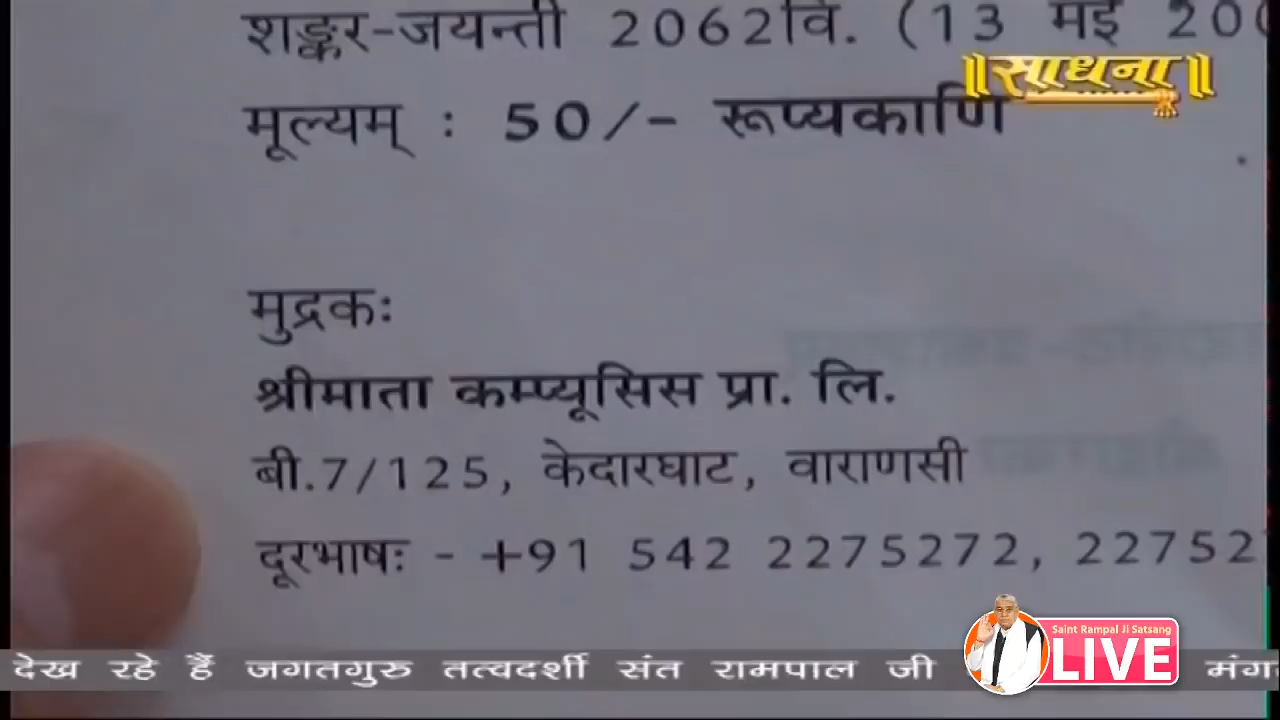 शङ्कर-जयन्ती 2062वि. (13 मई
॥साधना॥
मूल्यम् : 50/- रूप्यकाणि
मुद्रकः
श्रीमाता कम्प्यूसिस प्रा. लि.
बी.7/125, केदारघाट, वाराणसी
दूरभाषः - +91 542 2275272,
Saint Rampal Ji Satsang
LIVE
देख रहे हैं जगतगुरु तत्वदर्शी संत रामपाल जी